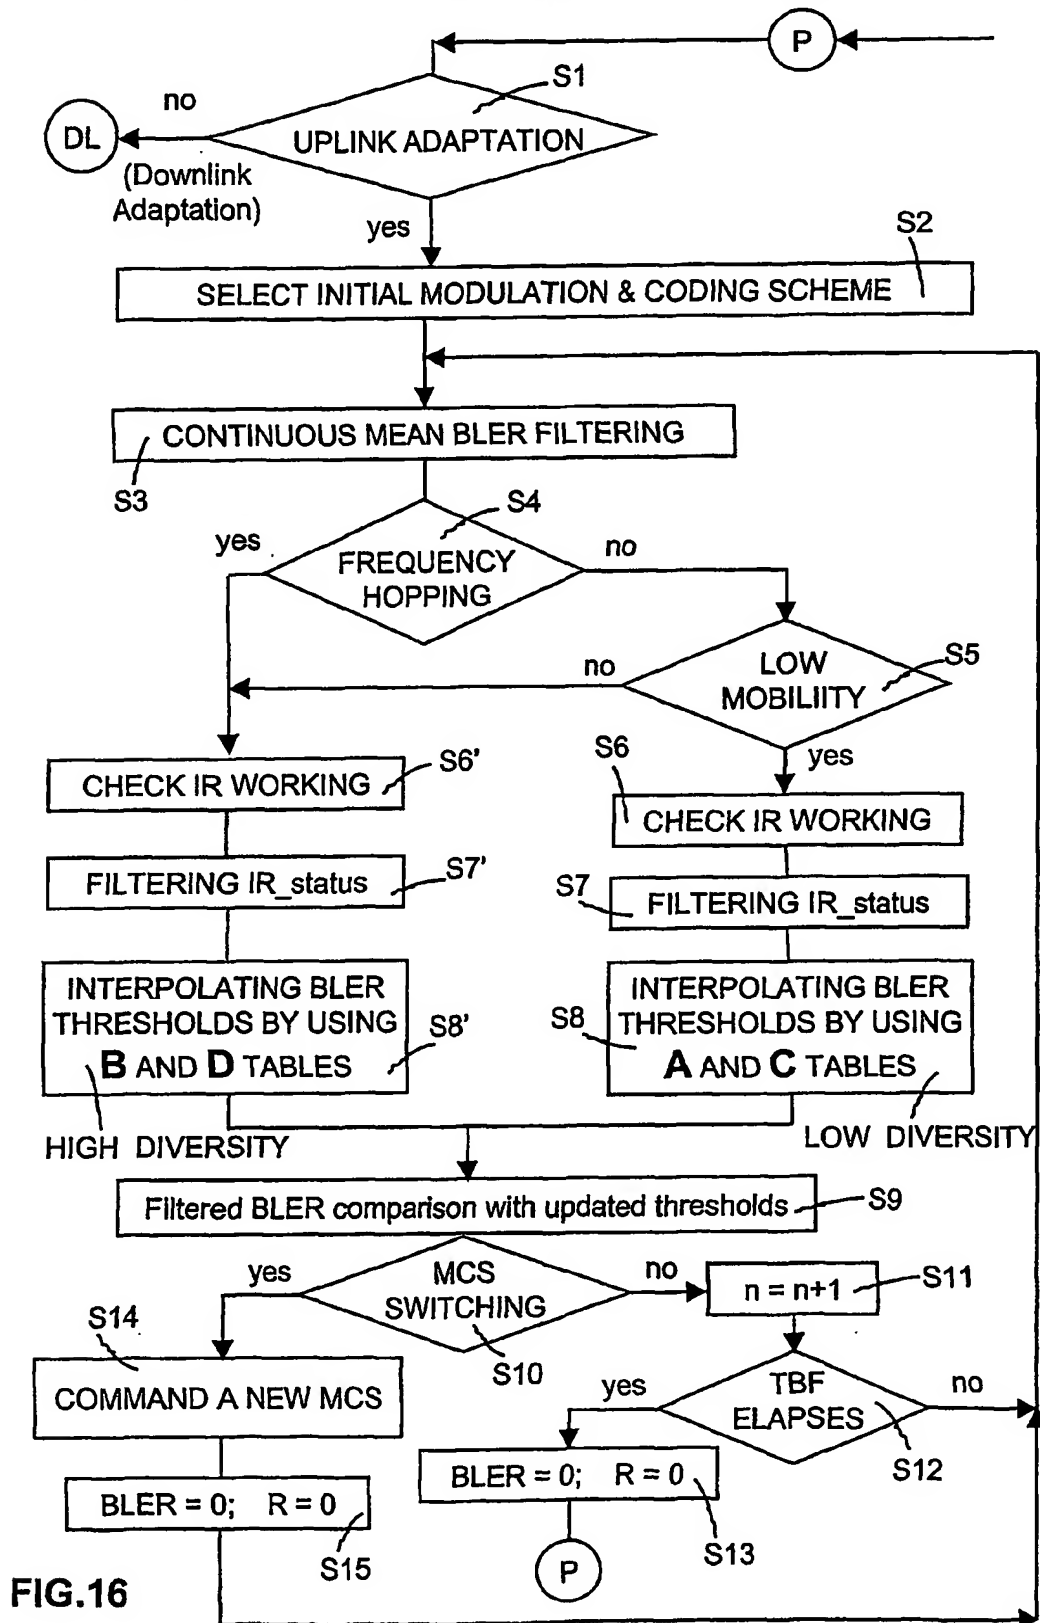 P
S1
no
DL
UPLINK ADAPTATION
(Downlink
Adaptation)
yes
S2
SELECT INITIAL MODULATION & CODING SCHEME
CONTINUOUS MEAN BLER FILTERING
S3
S4
yes
FREQUENCY
HOPPING
no
no
LOW
MOBILIITY
S5
S6'
S6
yes
CHECK IR WORKING
CHECK IR WORKING
FILTERING IR_status
S7'
S7
FILTERING IR_status
INTERPOLATING BLER
THRESHOLDS BY USING
B AND D TABLES
S8'
S8
INTERPOLATING BLER
THRESHOLDS BY USING
A AND C TABLES
HIGH DIVERSITY
LOW DIVERSITY
Filtered BLER comparison with updated thresholds
S9
yes
MCS
SWITCHING
no
n = n+1
S11
S14
S10
COMMAND A NEW MCS
yes
TBF
ELAPSES
no
S12
BLER = 0; R = 0
BLER = 0; R = 0
S13
S15
P
FIG.16